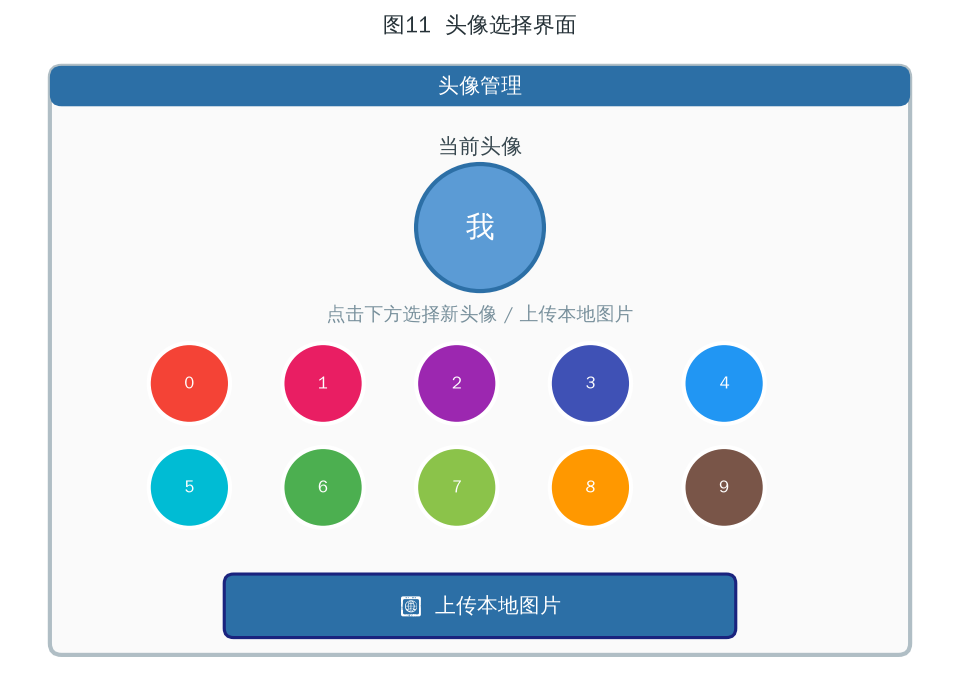 图11 头像选择界面
头像管理
当前头像
我
点击下方选择新头像 / 上传本地图片
0 1 2 3 4
5 6 7 8 9
上传本地图片